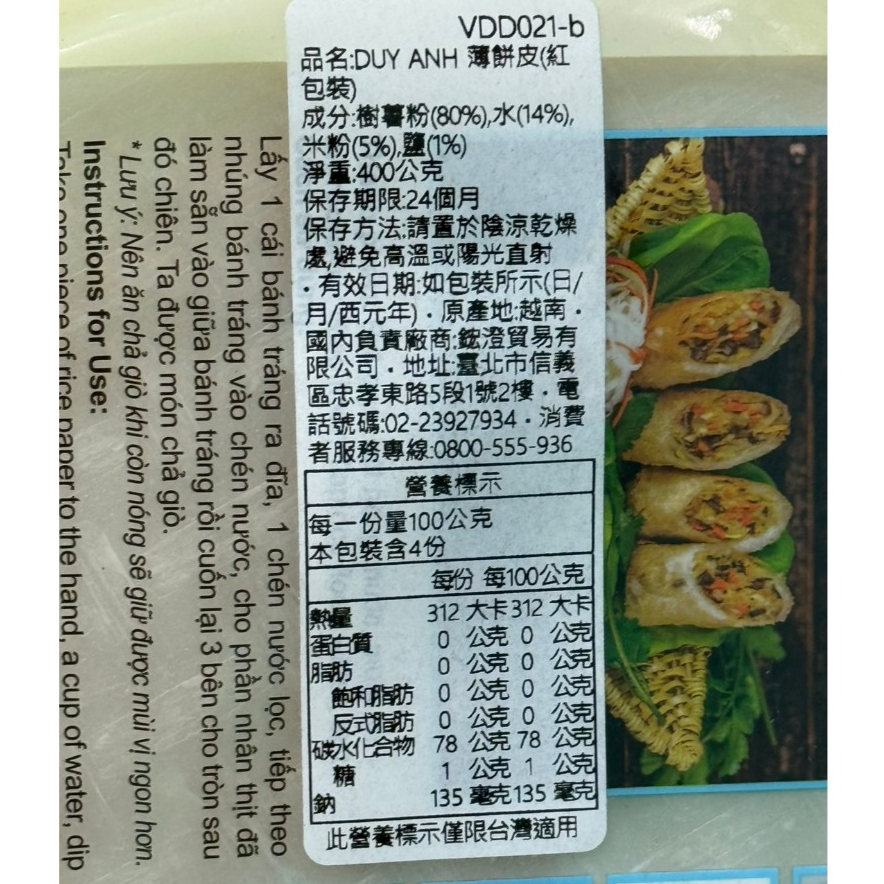 VDD021-b
品名:DUY ANH 薄餅皮(紅
包裝)
成分:樹薯粉(80%),水(14%),
米粉(5%),鹽(1%)
淨重:400公克
保存期限:24個月
保存方法:請置於陰涼乾燥
處,避免高溫或陽光直射
·有效日期:如包裝所示(日/
月/西元年)·原產地:越南·
國內負責廠商:鋐澄貿易有
限公司·地址:臺北市信義
區忠孝東路5段1號2樓·電
話號碼:02-23927934·消費
者服務專線:0800-555-936
營養標示
每一份量100公克
本包裝含4份
每份 每100公克
熱量 312 大卡 312 大卡
蛋白質 0 公克 0 公克
脂肪 0 公克 0 公克
飽和脂肪 0 公克 0 公克
反式脂肪 0 公克 0 公克
碳水化合物 78 公克 78 公克
糖 1 公克 1 公克
鈉 135 毫克 135 毫克
此營養標示僅限台灣適用
Lấy 1 cái bánh tráng ra đĩa, 1 chén nước lọc, tiếp theo
nhúng bánh tráng vào chén nước, cho phần nhân thịt đã
làm sẵn vào giữa bánh tráng rồi cuốn lại 3 bên cho tròn sau
đó chiên. Ta được món chả giò.
* Lưu ý: Nên ăn chả giò khi còn nóng sẽ giữ được mùi vị ngon hơn.
Instructions for Use:
Take one piece of rice paper to the hand, a cup of water, dip